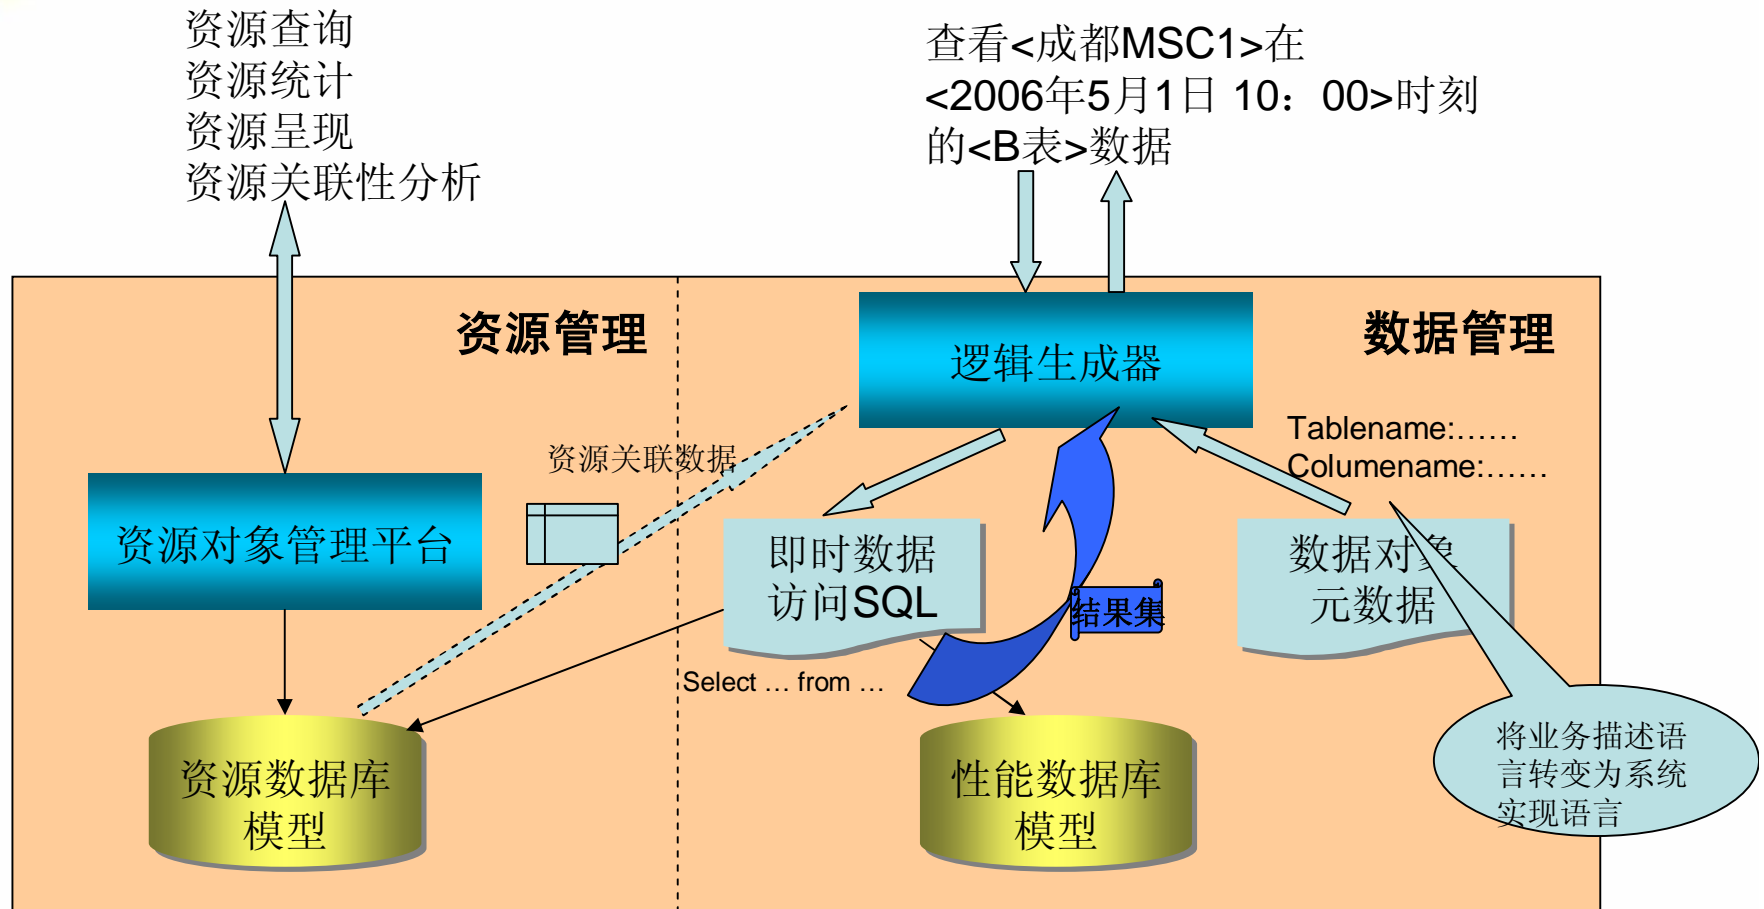 资源查询
资源统计
资源呈现
资源关联性分析
查看<成都MSC1>在
<2006年5月1日 10：00>时刻
的<B表>数据
资源管理
数据管理
逻辑生成器
Tablename:……
Columename:……
资源关联数据
资源对象管理平台
即时数据
访问SQL
结果集
数据对象
元数据
Select … from …
资源数据库
模型
性能数据库
模型
将业务描述语
言转变为系统
实现语言